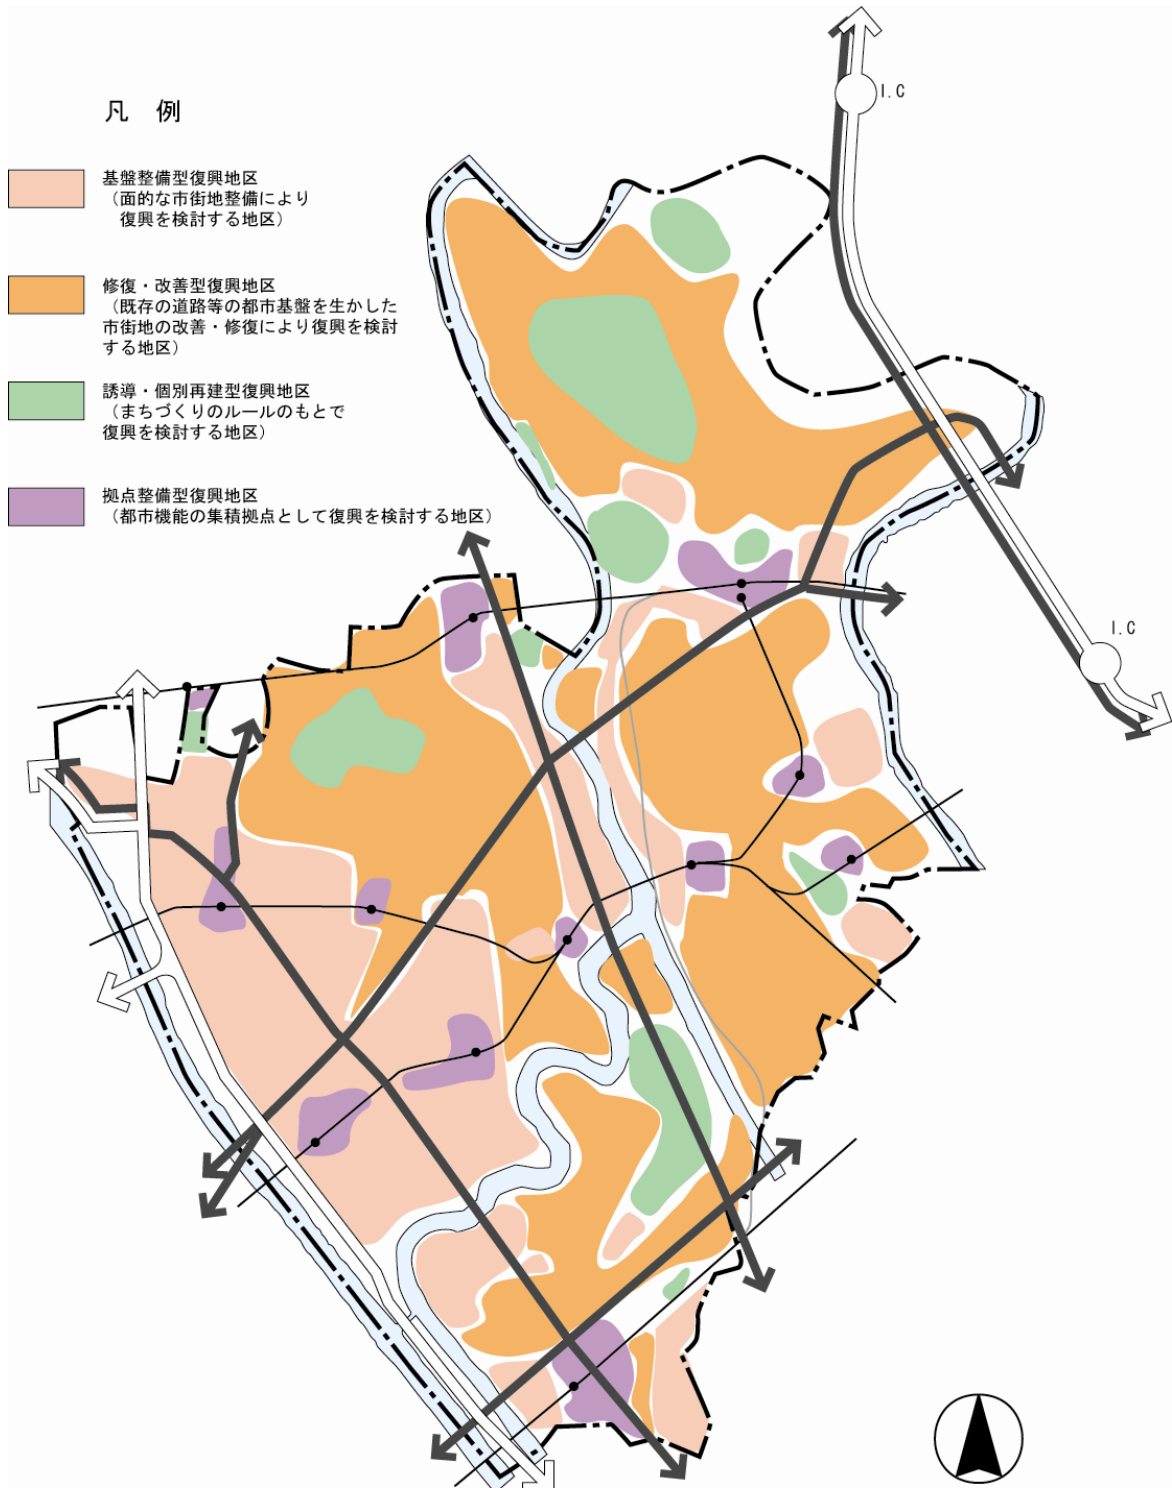 凡 例
基盤整備型復興地区
（面的な市街地整備により
復興を検討する地区）
修復・改善型復興地区
（既存の道路等の都市基盤を生かした
市街地の改善・修復により復興を検討
する地区）
誘導・個別再建型復興地区
（まちづくりのルールのもとで
復興を検討する地区）
拠点整備型復興地区
（都市機能の集積拠点として復興を検討する地区）
I.C
I.C